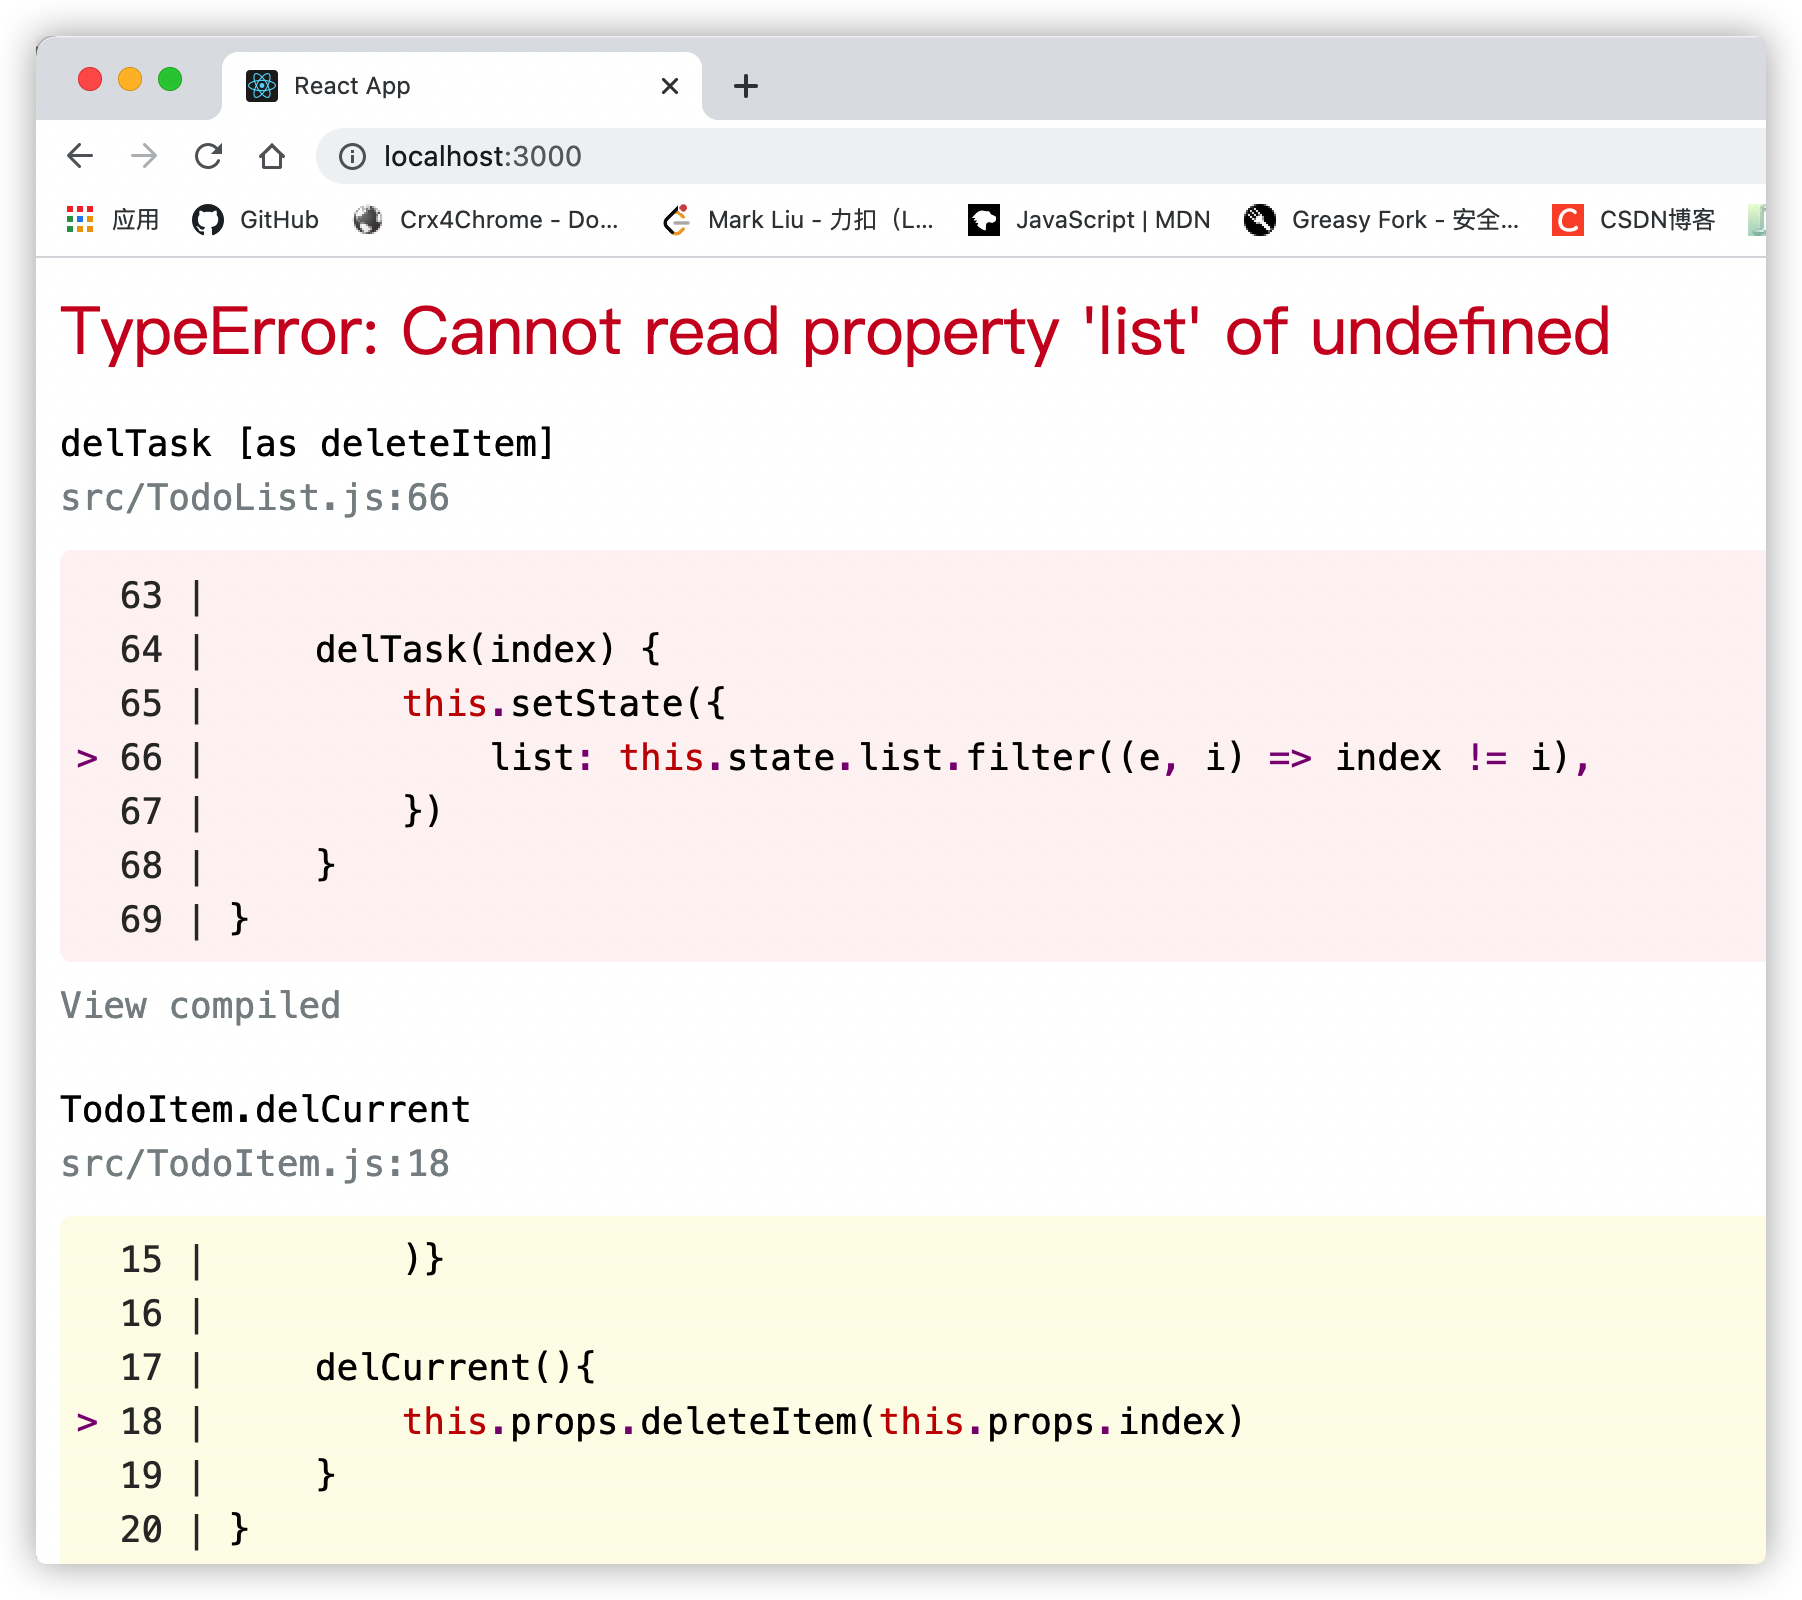 React App
localhost:3000
应用 GitHub Crx4Chrome - Do... Mark Liu - 力扣（L... JavaScript | MDN Greasy Fork - 安全... CSDN博客
TypeError: Cannot read property 'list' of undefined
delTask [as deleteItem]
src/TodoList.js:66
63 |
64 |     delTask(index) {
65 |         this.setState({
> 66 |             list: this.state.list.filter((e, i) => index != i),
67 |         })
68 |     }
69 | }
View compiled
TodoItem.delCurrent
src/TodoItem.js:18
15 |         )}
16 |
17 |     delCurrent(){
> 18 |         this.props.deleteItem(this.props.index)
19 |     }
20 | }